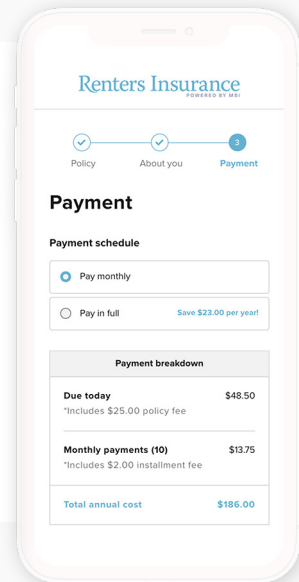 Renters Insurance
POWERED BY MBI
3
Policy
About you
Payment
Payment
Payment schedule
Pay monthly
Pay in full
Save $23.00 per year!
Payment breakdown
Due today
$48.50
*Includes $25.00 policy fee
Monthly payments (10)
$13.75
*Includes $2.00 installment fee
Total annual cost
$186.00